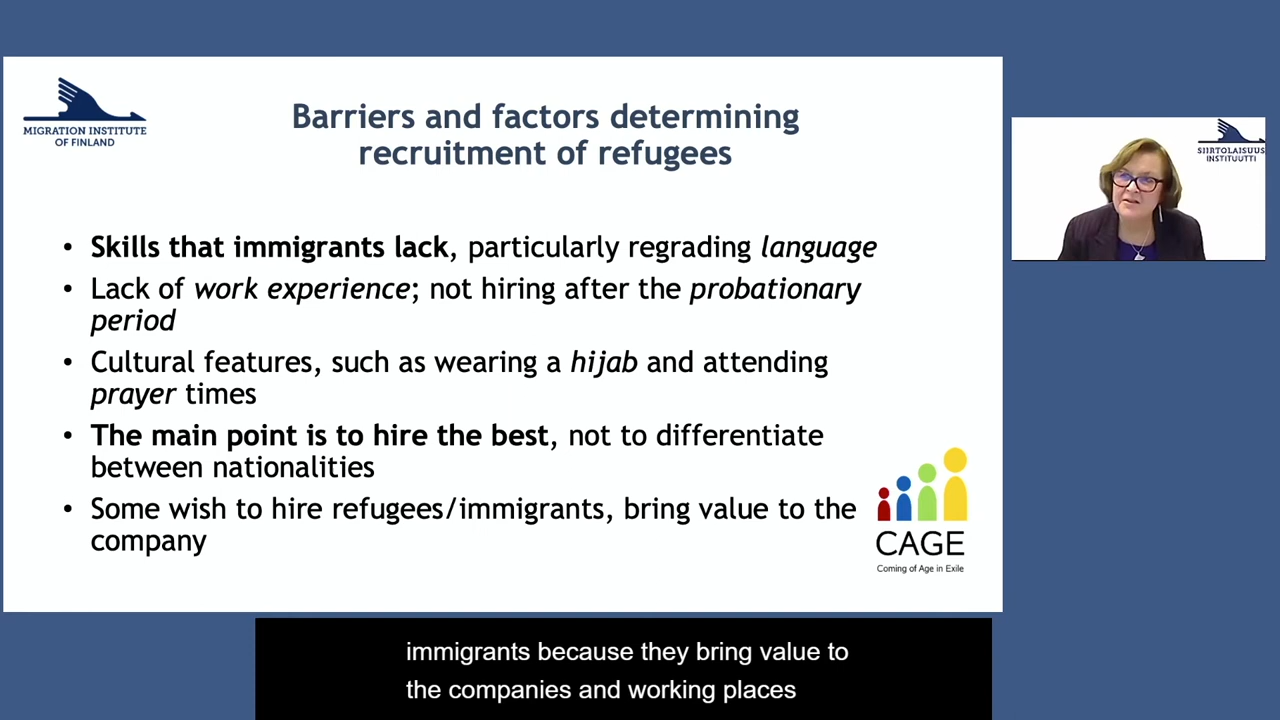 MIGRATION INSTITUTE
OF FINLAND
Barriers and factors determining
recruitment of refugees
SIIRTOLAISUUS
INSTITUUTTI
• Skills that immigrants lack, particularly regrading language
• Lack of work experience; not hiring after the probationary
period
• Cultural features, such as wearing a hijab and attending
prayer times
• The main point is to hire the best, not to differentiate
between nationalities
• Some wish to hire refugees/immigrants, bring value to the
company
CAGE
Coming of Age in Exile
immigrants because they bring value to
the companies and working places